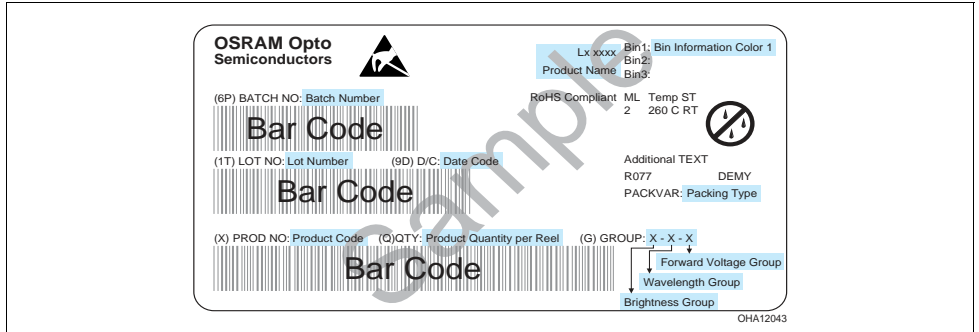 OSRAM Opto
Semiconductors
Lx xxxx
Product Name
Bin1: Bin Information Color 1
Bin2:
Bin3:
(6P) BATCH NO: Batch Number
Bar Code
RoHS Compliant
ML Temp ST
2 260 C RT
(1T) LOT NO: Lot Number (9D) D/C: Date Code
Bar Code
Additional TEXT
R077 DEMY
PACKVAR: Packing Type
(X) PROD NO: Product Code (Q)QTY: Product Quantity per Reel (G) GROUP: X - X - X
Bar Code
Forward Voltage Group
Wavelength Group
Brightness Group
Sample
OHA12043